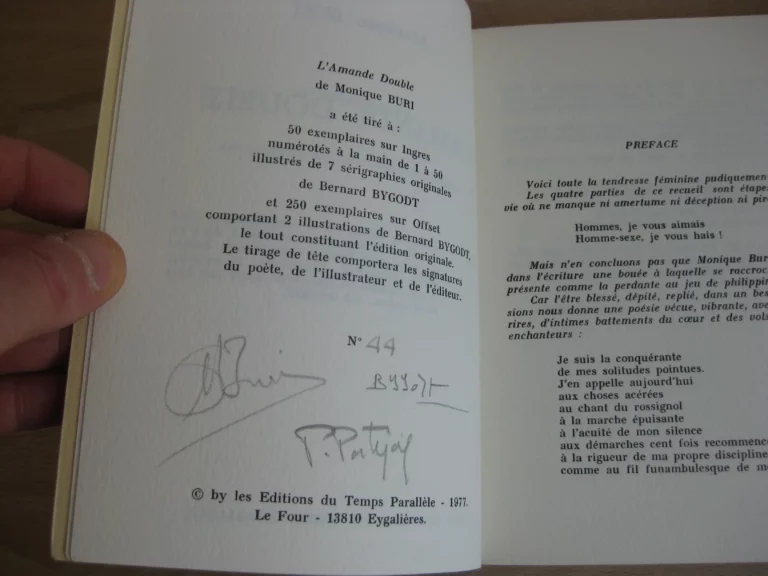 L'Amande Double
de Monique BURI
a été tiré à :
50 exemplaires sur Ingres
numérotés à la main de 1 à 50
illustrés de 7 sérigraphies originales
de Bernard BYGODT
et 250 exemplaires sur Offset
comportant 2 illustrations de Bernard BYGODT,
le tout constituant l'édition originale.
Le tirage de tête comportera les signatures
du poète, de l'illustrateur et de l'éditeur.
N° 44
BYGODT
© by les Editions du Temps Parallèle - 1977.
Le Four - 13810 Eygalières.
PREFACE
Voici toute la tendresse féminine pudiquement
Les quatre parties de ce recueil sont étape
vie où ne manque ni amertume ni déception ni pir
Hommes, je vous aimais
Homme-sexe, je vous hais !
Mais n'en concluons pas que Monique Bur
dans l'écriture une bouée à laquelle se raccroc
présente comme la perdante au jeu de philippin
Car l'être blessé, dépité, replié, dans un bes
sions nous donne une poésie vécue, vibrante, ave
rires, d'intimes battements du cœur et des vol
enchanteurs :
Je suis la conquérante
de mes solitudes pointues.
J'en appelle aujourd'hui
aux choses acérées
au chant du rossignol
à la marche épuisante
à l'acuité de mon silence
aux démarches cent fois recommenc
à la rigueur de ma propre discipline
comme au fil funambulesque de m